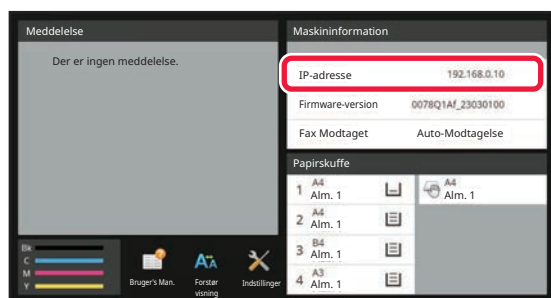 Meddelelse
Der er ingen meddelelse.
Maskininformation
IP-adresse 192.168.0.10
Firmware-version 0078Q1Af_23030100
Fax Modtaget Auto-Modtagelse
Papirskuffe
1 A4
Alm. 1
A4
Alm. 1
2 A4
Alm. 1
3 B4
Alm. 1
4 A3
Alm. 1
Bk
C
M
Y
Bruger's Man.
Forstør
visning
Indstillinger